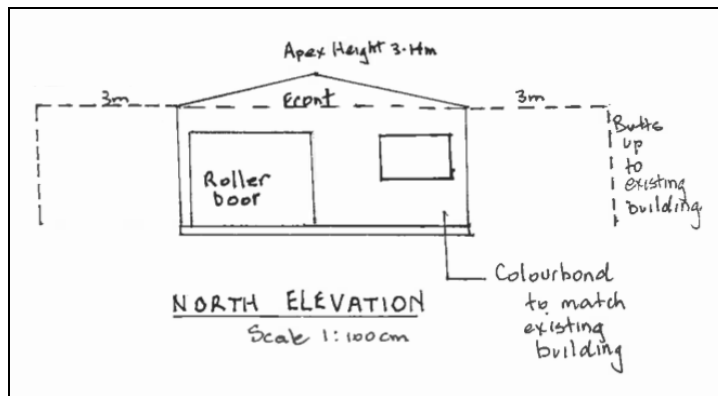 Apex Height 3.14m
3m
Front
3m
Butts
up
to
existing
building
Roller
Door
Colourbond
to match
existing
building
NORTH ELEVATION
Scale 1:100cm